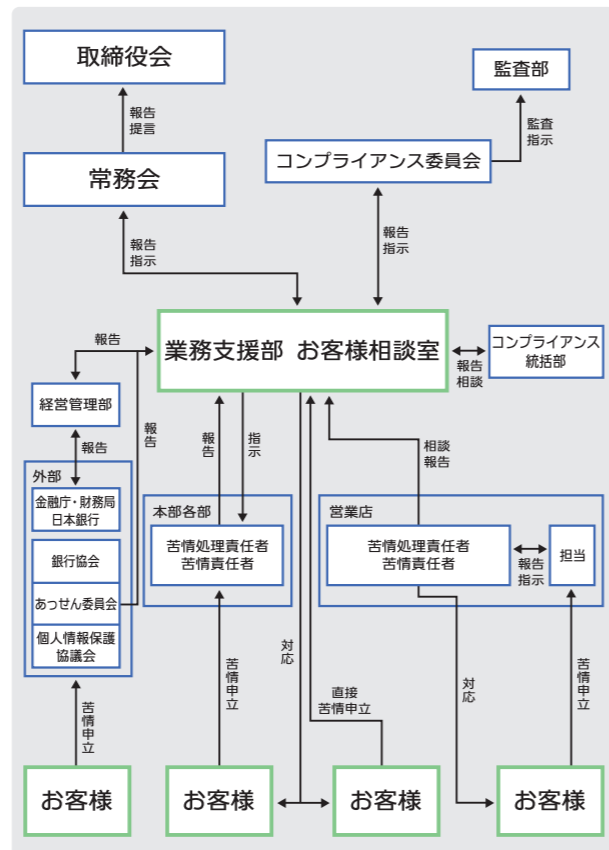 取締役会
監査部
報告
提言
監査
指示
常務会
コンプライアンス委員会
報告
指示
報告
指示
業務支援部 お客様相談室
コンプライアンス
統括部
報告
報告
相談
経営管理部
報告
報告
報告
指示
相談
報告
外部
金融庁・財務局
日本銀行
銀行協会
あっせん委員会
個人情報保護
協議会
本部各部
苦情処理責任者
苦情責任者
営業店
苦情処理責任者
苦情責任者
報告
指示
担当
苦情申立
苦情申立
対応
直接
苦情申立
対応
苦情申立
お客様
お客様
お客様
お客様